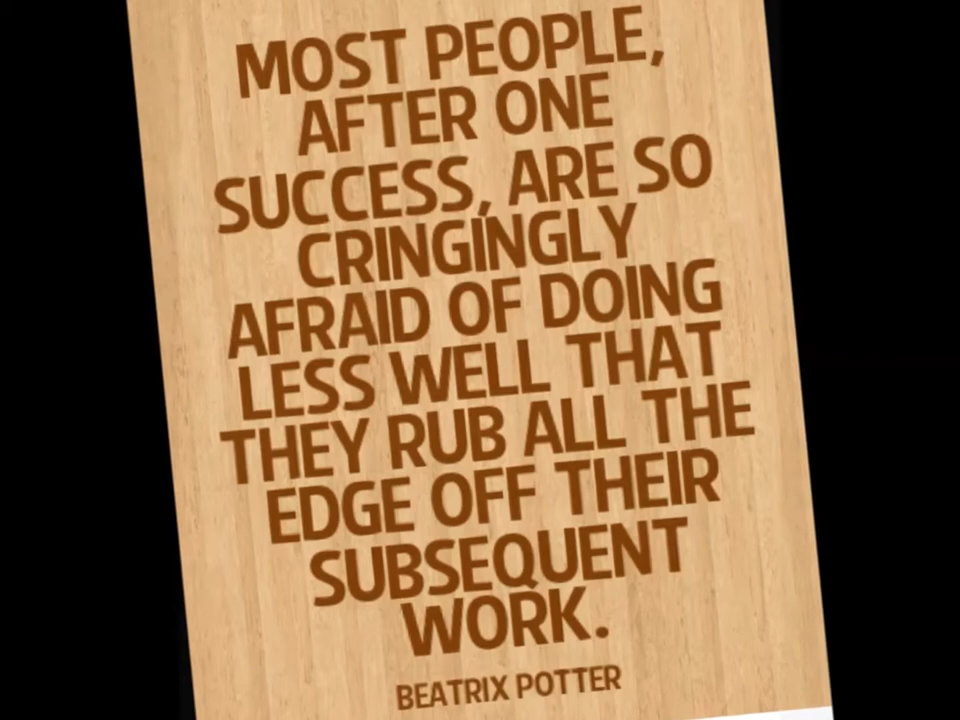 MOST PEOPLE,
AFTER ONE
SUCCESS, ARE SO
CRINGINGLY
AFRAID OF DOING
LESS WELL THAT
THEY RUB ALL THE
EDGE OFF THEIR
SUBSEQUENT
WORK.
BEATRIX POTTER